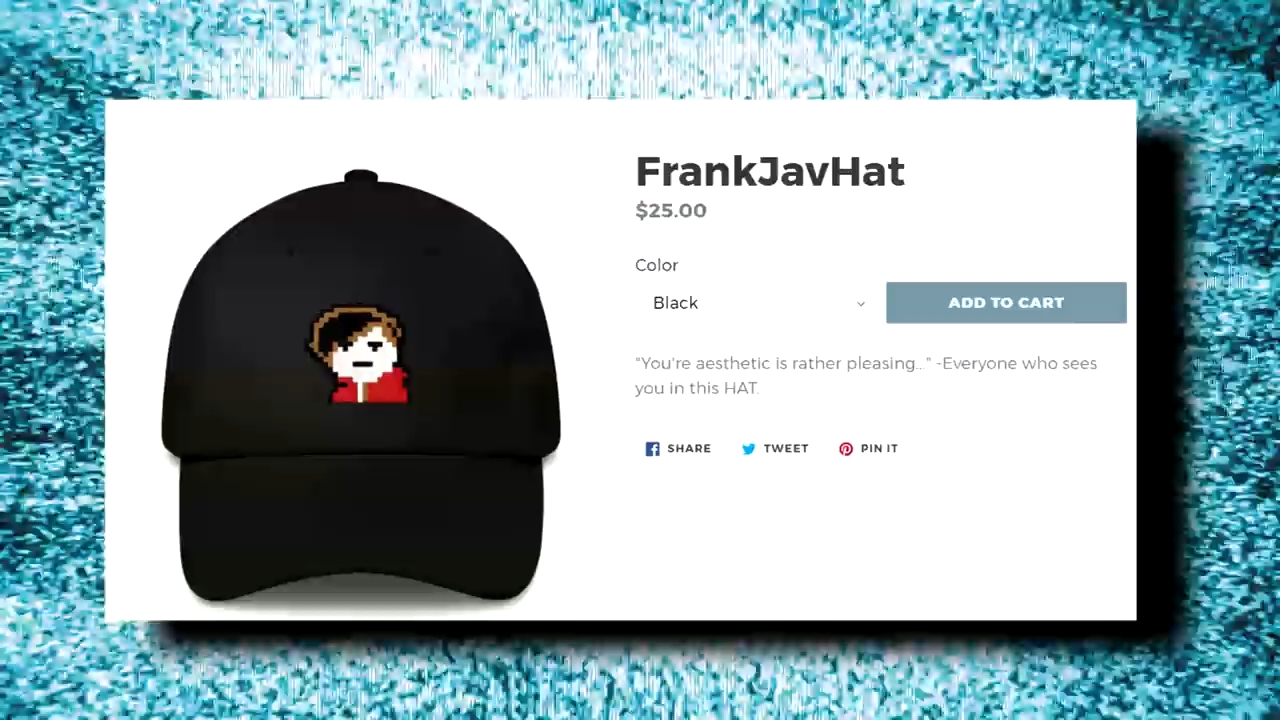 FrankJavHat
$25.00
Color
Black
ADD TO CART
"You're aesthetic is rather pleasing..." -Everyone who sees
you in this HAT.
SHARE TWEET PIN IT